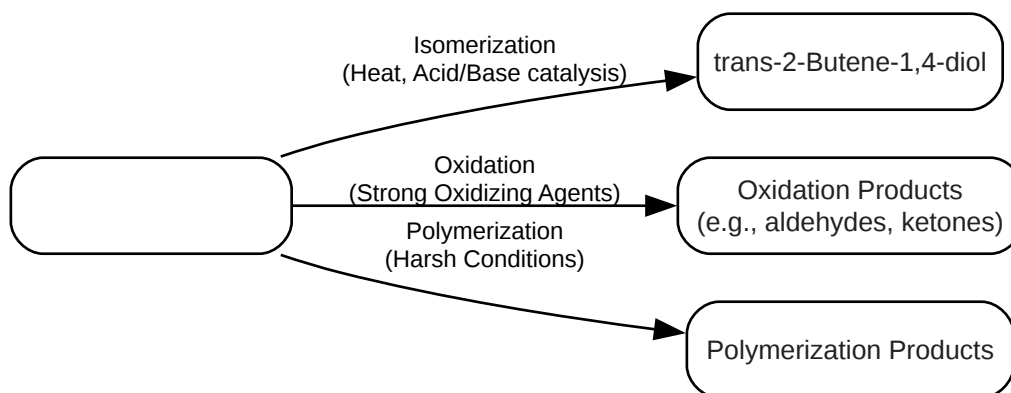 Isomerization
(Heat, Acid/Base catalysis)
trans-2-Butene-1,4-diol
Oxidation
(Strong Oxidizing Agents)
Oxidation Products
(e.g., aldehydes, ketones)
Polymerization
(Harsh Conditions)
Polymerization Products